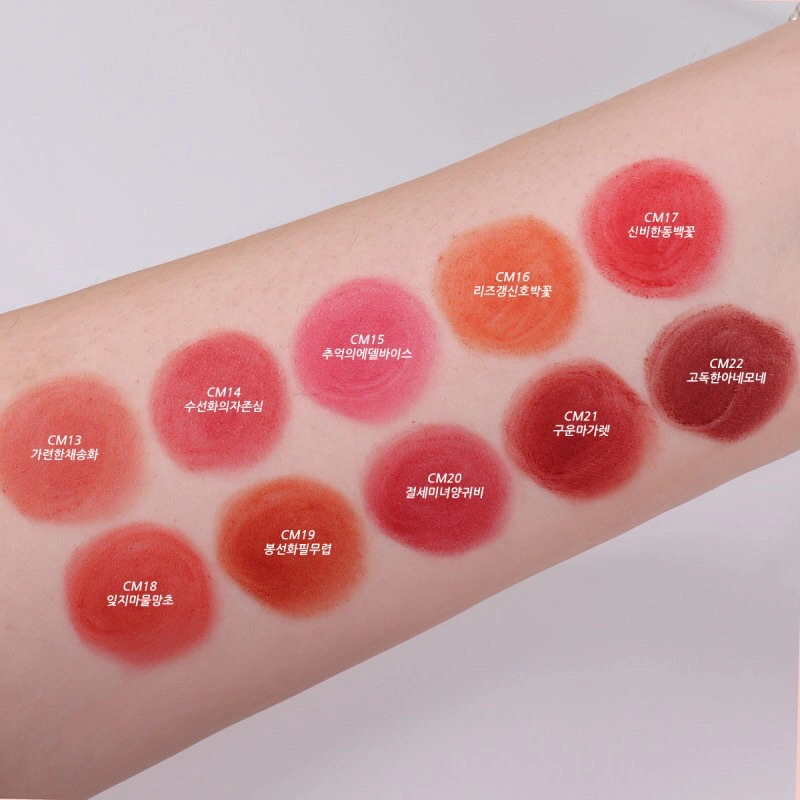 CM13
가련한채송화
CM14
수선화의자존심
CM15
추억의에델바이스
CM16
리즈갱신호박꽃
CM17
신비한동백꽃
CM18
잊지마물망초
CM19
봉선화필무렵
CM20
절세미녀양귀비
CM21
구운마가렛
CM22
고독한아네모네